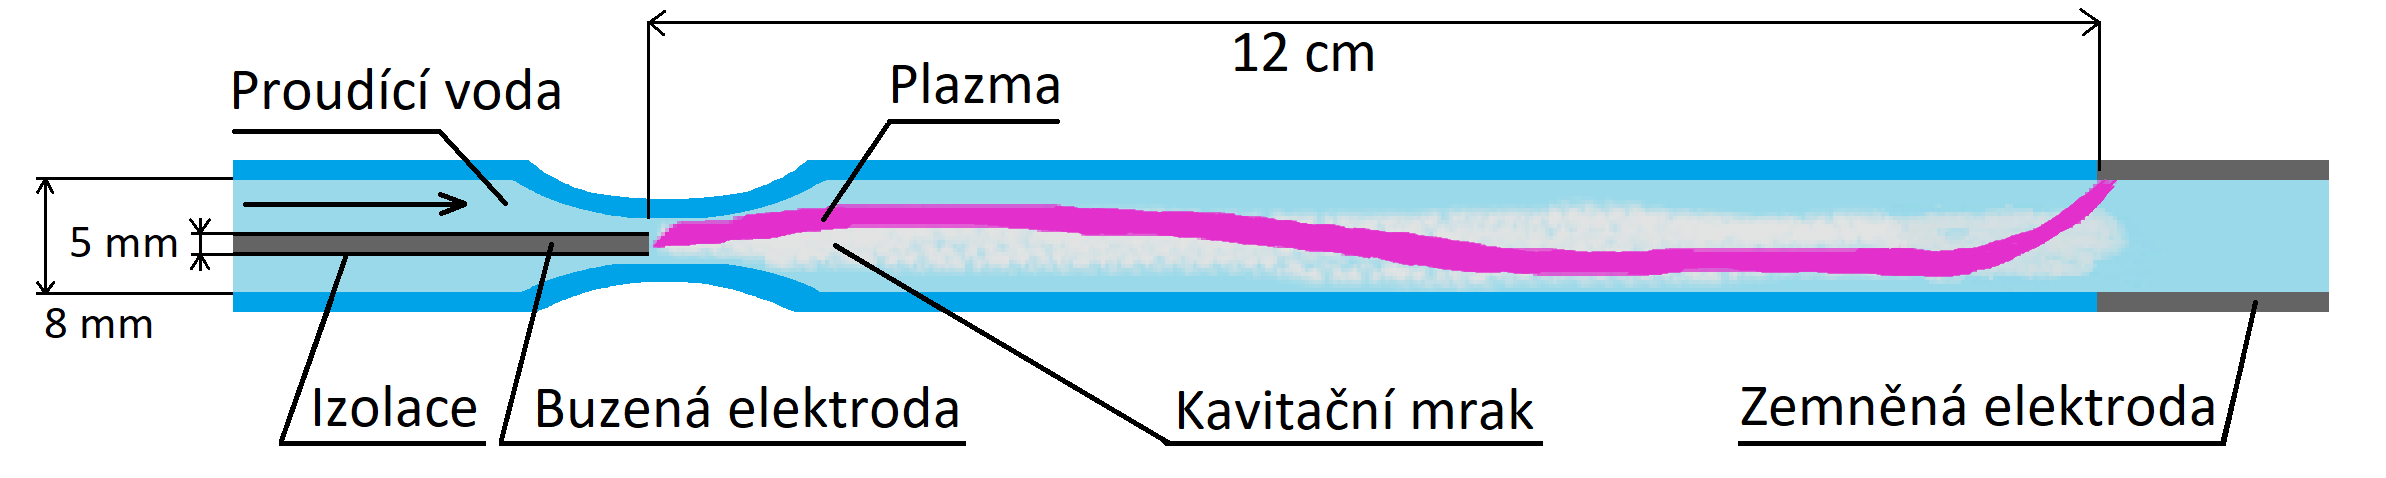 12 cm
Plazma
Proudící voda
5 mm
8 mm
Izolace
Buzená elektroda
Kavitační mrak
Zemněná elektroda